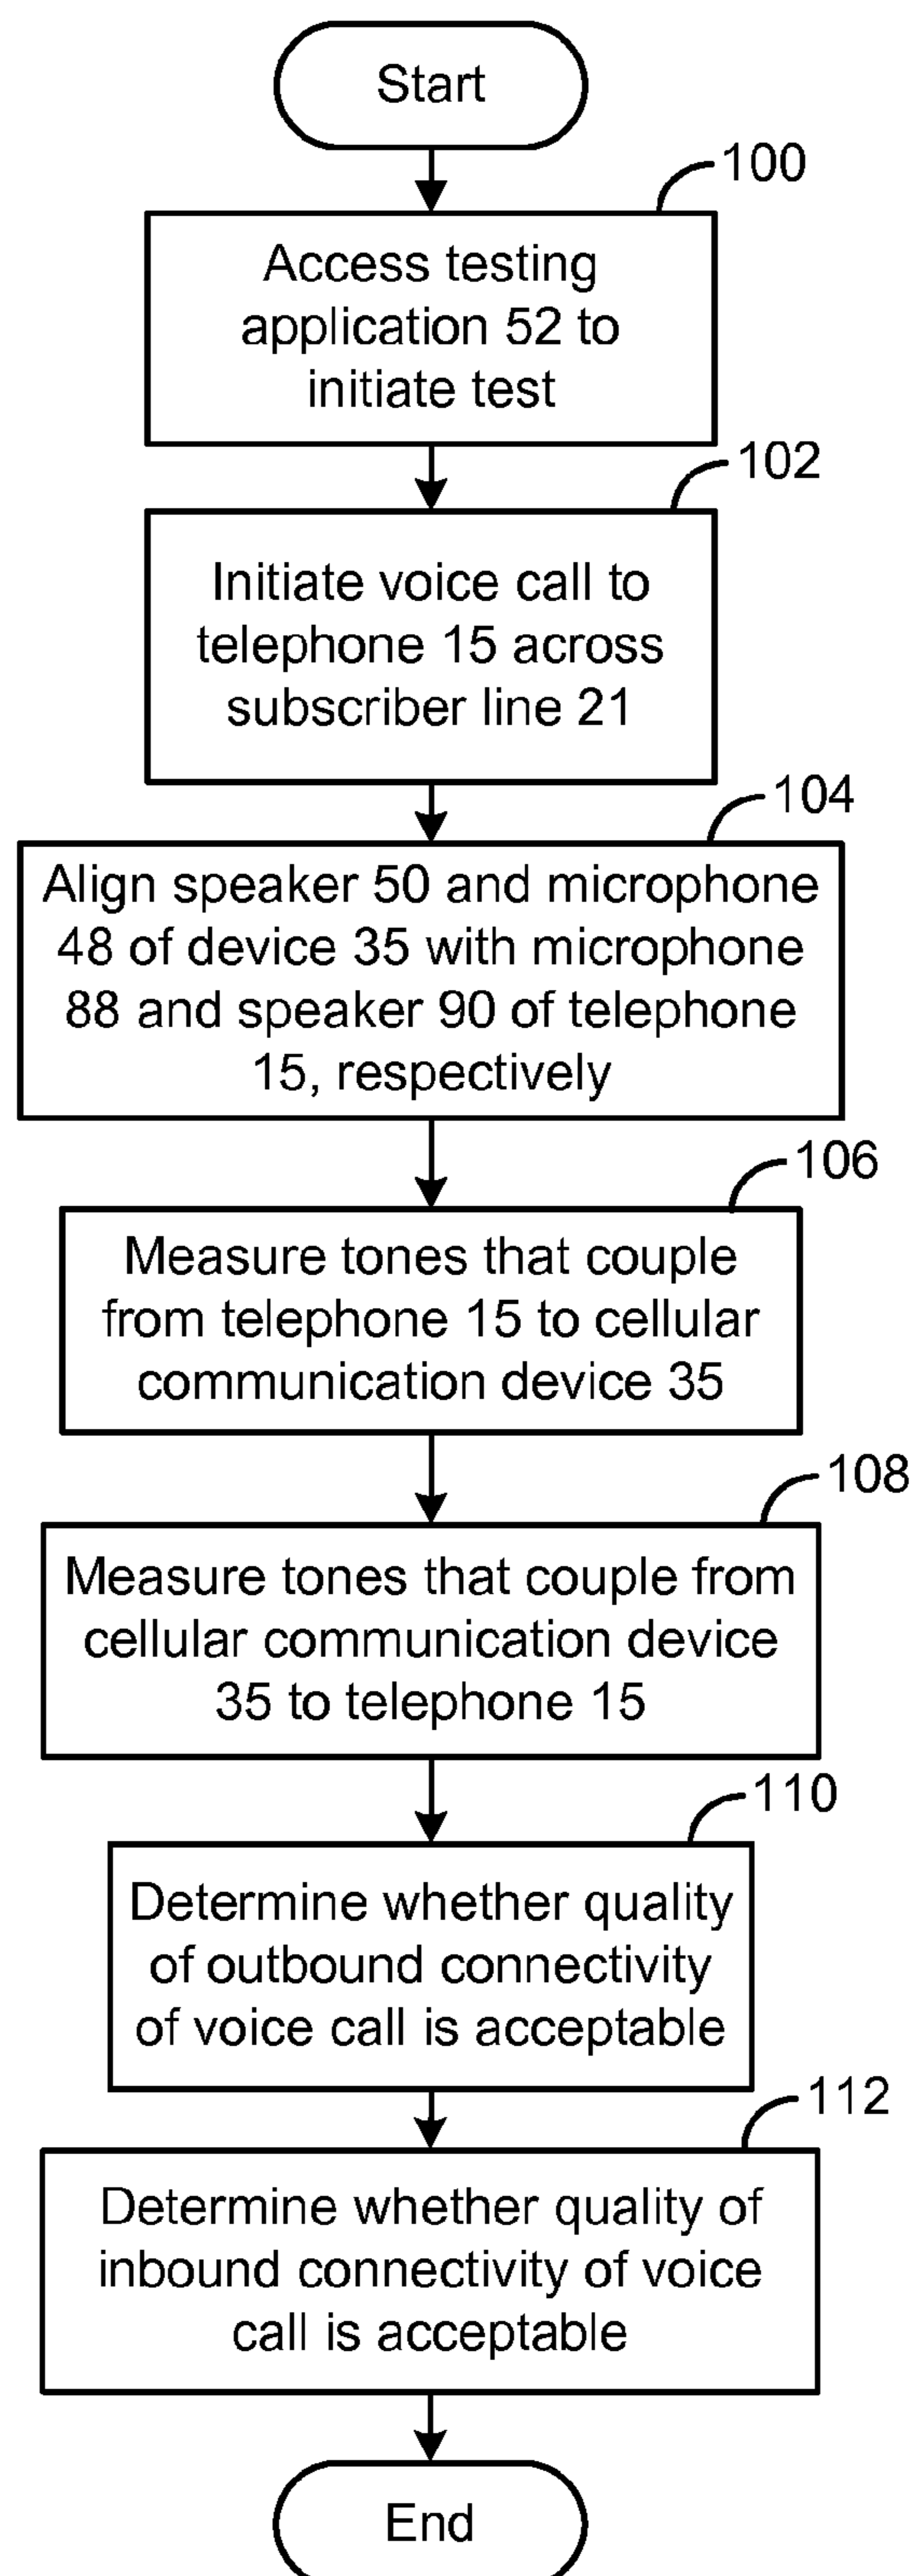 Start
100
Access testing
application 52 to
initiate test
102
Initiate voice call to
telephone 15 across
subscriber line 21
104
Align speaker 50 and microphone
48 of device 35 with microphone
88 and speaker 90 of telephone
15, respectively
106
Measure tones that couple
from telephone 15 to cellular
communication device 35
108
Measure tones that couple from
cellular communication device
35 to telephone 15
110
Determine whether quality
of outbound connectivity
of voice call is acceptable
112
Determine whether quality of
inbound connectivity of voice
call is acceptable
End